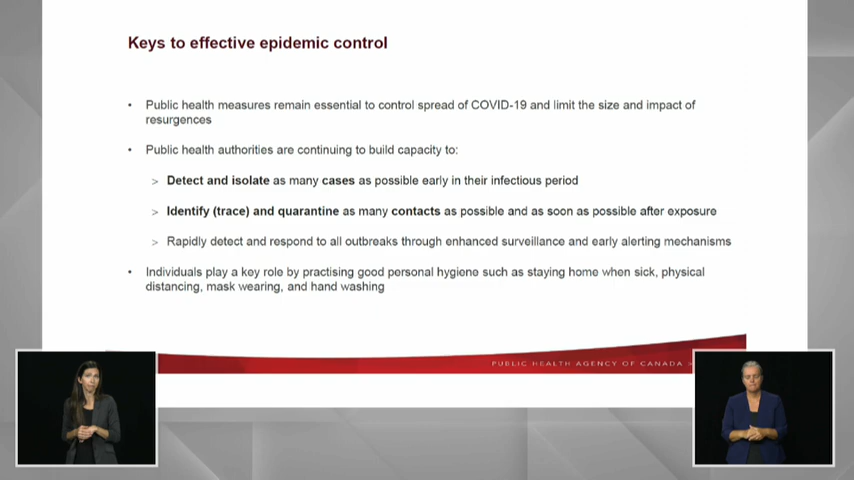 Keys to effective epidemic control
• Public health measures remain essential to control spread of COVID-19 and limit the size and impact of
resurgences
• Public health authorities are continuing to build capacity to:
> Detect and isolate as many cases as possible early in their infectious period
> Identify (trace) and quarantine as many contacts as possible and as soon as possible after exposure
> Rapidly detect and respond to all outbreaks through enhanced surveillance and early alerting mechanisms
• Individuals play a key role by practising good personal hygiene such as staying home when sick, physical
distancing, mask wearing, and hand washing
PUBLIC HEALTH AGENCY OF CANADA >